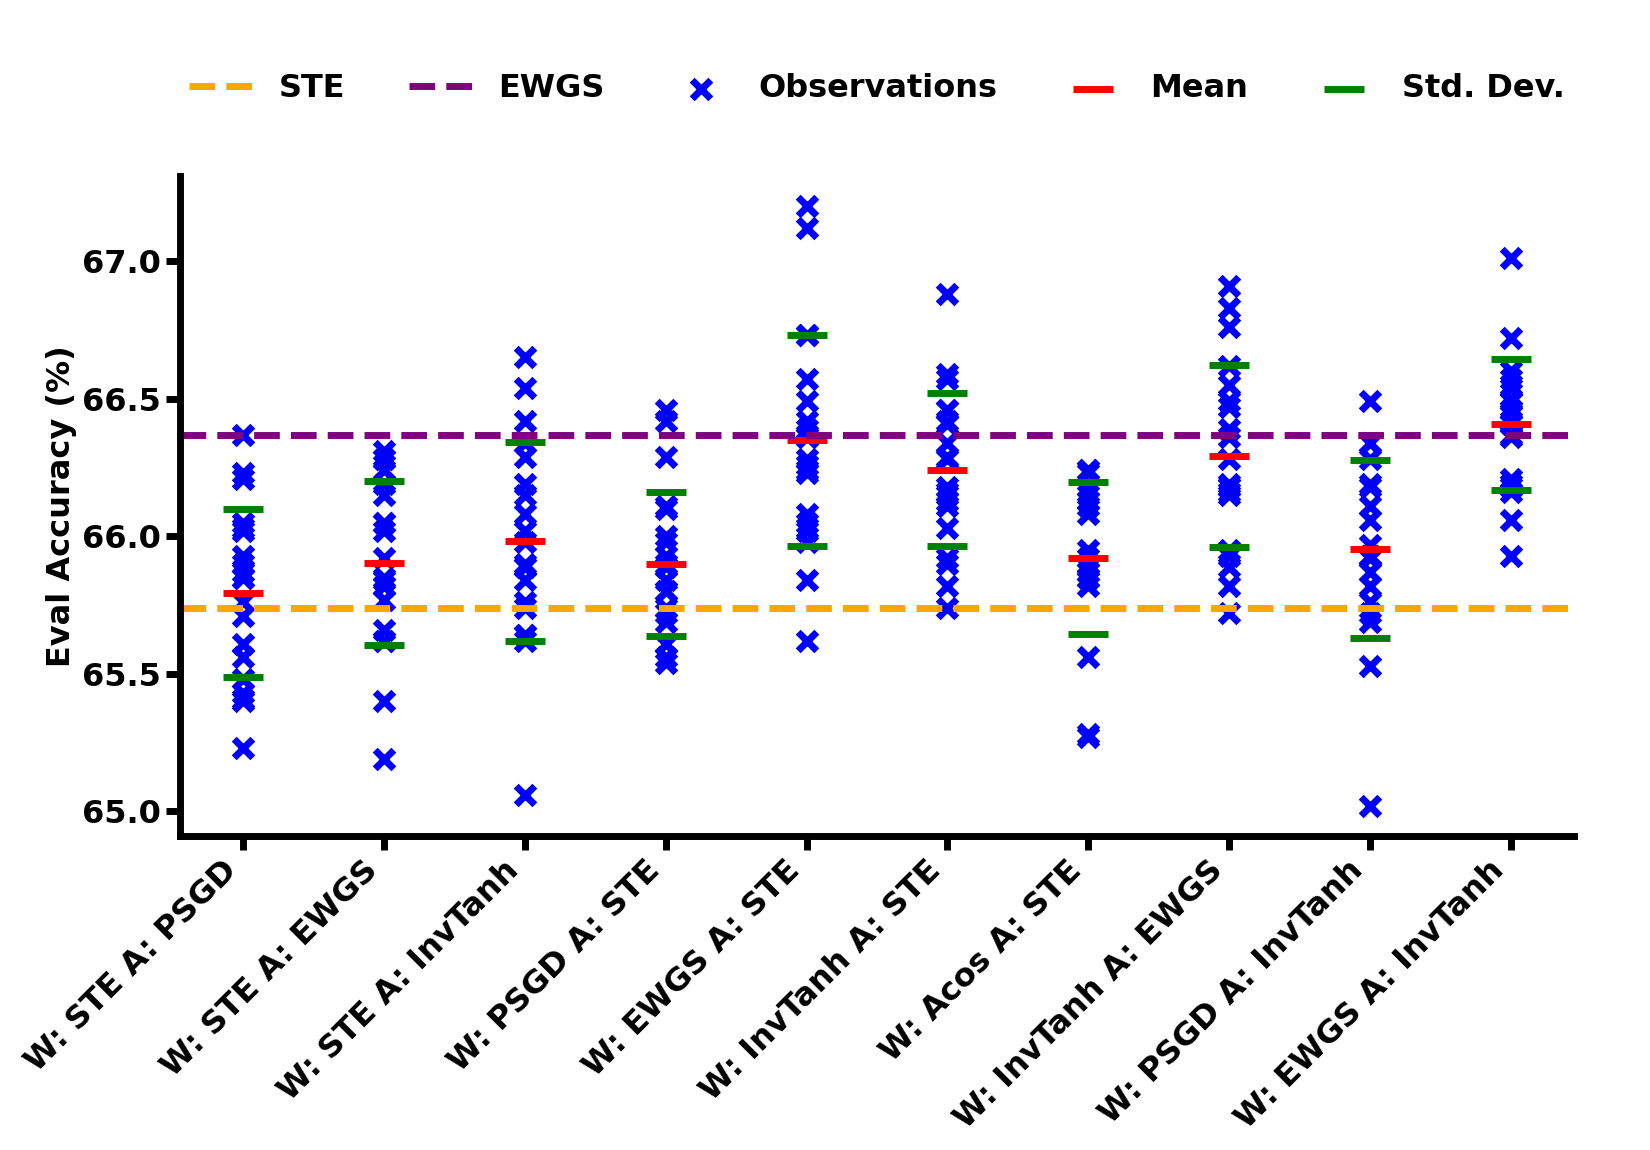 STE EWGS Observations Mean Std. Dev.
Eval Accuracy (%)
67.0
66.5
66.0
65.5
65.0
W: STE A: PSGD
W: STE A: EWGS
W: STE A: InvTanh
W: PSGD A: STE
W: EWGS A: STE
W: InvTanh A: STE
W: Acos A: STE
W: InvTanh A: EWGS
W: PSGD A: InvTanh
W: EWGS A: InvTanh